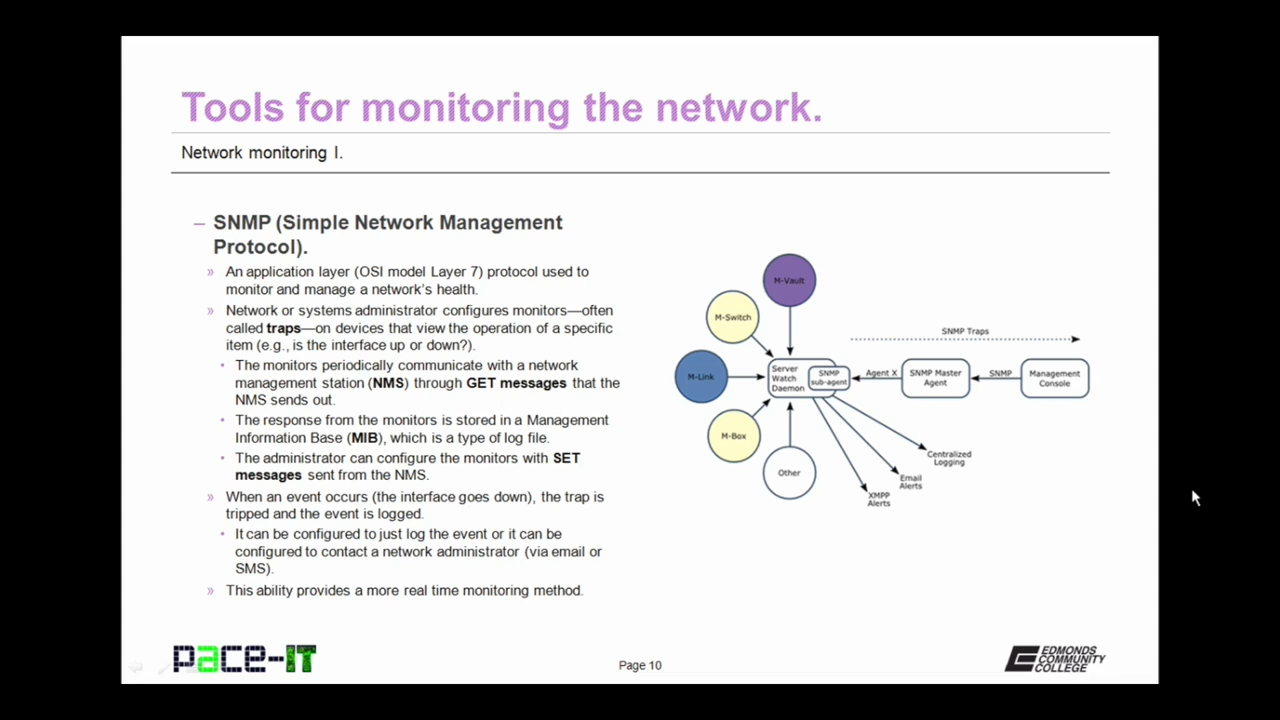 Tools for monitoring the network.
Network monitoring I.
– SNMP (Simple Network Management
Protocol).
» An application layer (OSI model Layer 7) protocol used to
monitor and manage a network's health.
» Network or systems administrator configures monitors—often
called traps—on devices that view the operation of a specific
item (e.g., is the interface up or down?).
• The monitors periodically communicate with a network
management station (NMS) through GET messages that the
NMS sends out.
• The response from the monitors is stored in a Management
Information Base (MIB), which is a type of log file.
• The administrator can configure the monitors with SET
messages sent from the NMS.
» When an event occurs (the interface goes down), the trap is
tripped and the event is logged.
• It can be configured to just log the event or it can be
configured to contact a network administrator (via email or
SMS).
» This ability provides a more real time monitoring method.
M-Vault
M-Switch
M-Link
M-Box
Other
Server
Watch
Daemon
SNMP
sub-agent
Agent X
SNMP Master
Agent
SNMP
Management
Console
SNMP Traps
Centralized
Logging
Email
Alerts
XMPP
Alerts
pace-IT
Page 10
EDMONDS
COMMUNITY
COLLEGE